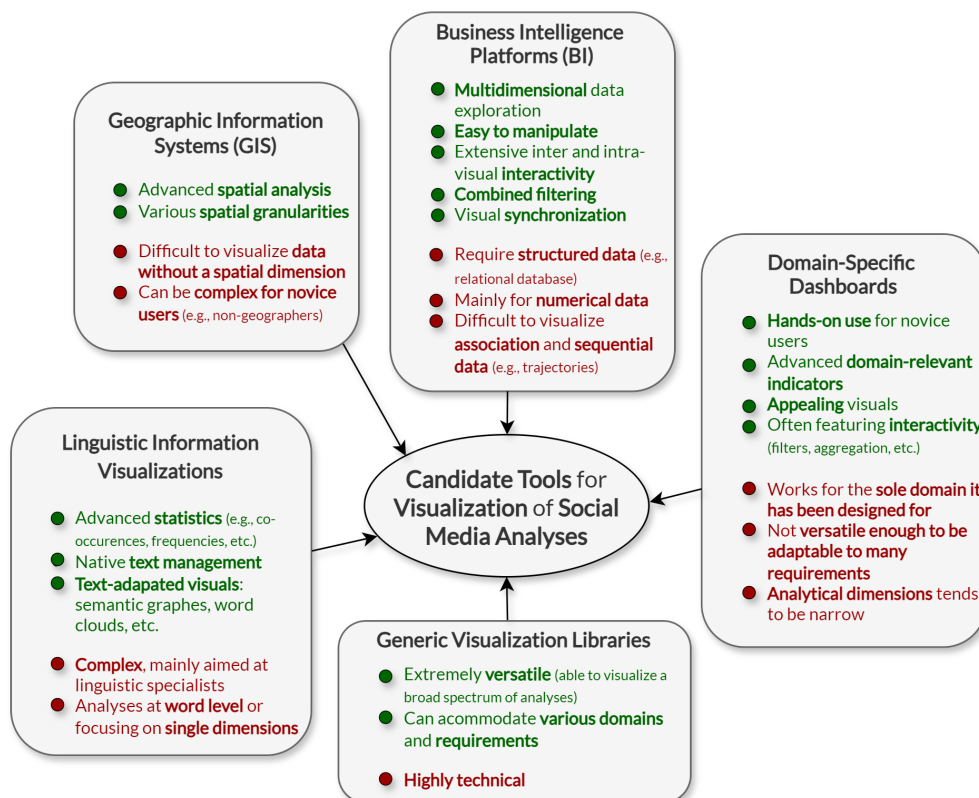 Business Intelligence
Platforms (BI)
Multidimensional data
exploration
Easy to manipulate
Extensive inter and intra-
visual interactivity
Combined filtering
Visual synchronization
Require structured data (e.g.,
relational database)
Mainly for numerical data
Difficult to visualize
association and sequential
data (e.g., trajectories)
Geographic Information
Systems (GIS)
Advanced spatial analysis
Various spatial granularities
Difficult to visualize data
without a spatial dimension
Can be complex for novice
users (e.g., non-geographers)
Domain-Specific
Dashboards
Hands-on use for novice
users
Advanced domain-relevant
indicators
Appealing visuals
Often featuring interactivity
(filters, aggregation, etc.)
Works for the sole domain it
has been designed for
Not versatile enough to be
adaptable to many
requirements
Analytical dimensions tends
to be narrow
Linguistic Information
Visualizations
Advanced statistics (e.g., co-
occurences, frequencies, etc.)
Native text management
Text-adapated visuals:
semantic graphes, word
clouds, etc.
Complex, mainly aimed at
linguistic specialists
Analyses at word level or
focusing on single dimensions
Candidate Tools for
Visualization of Social
Media Analyses
Generic Visualization Libraries
Extremely versatile (able to visualize a
broad spectrum of analyses)
Can acommodate various domains
and requirements
Highly technical